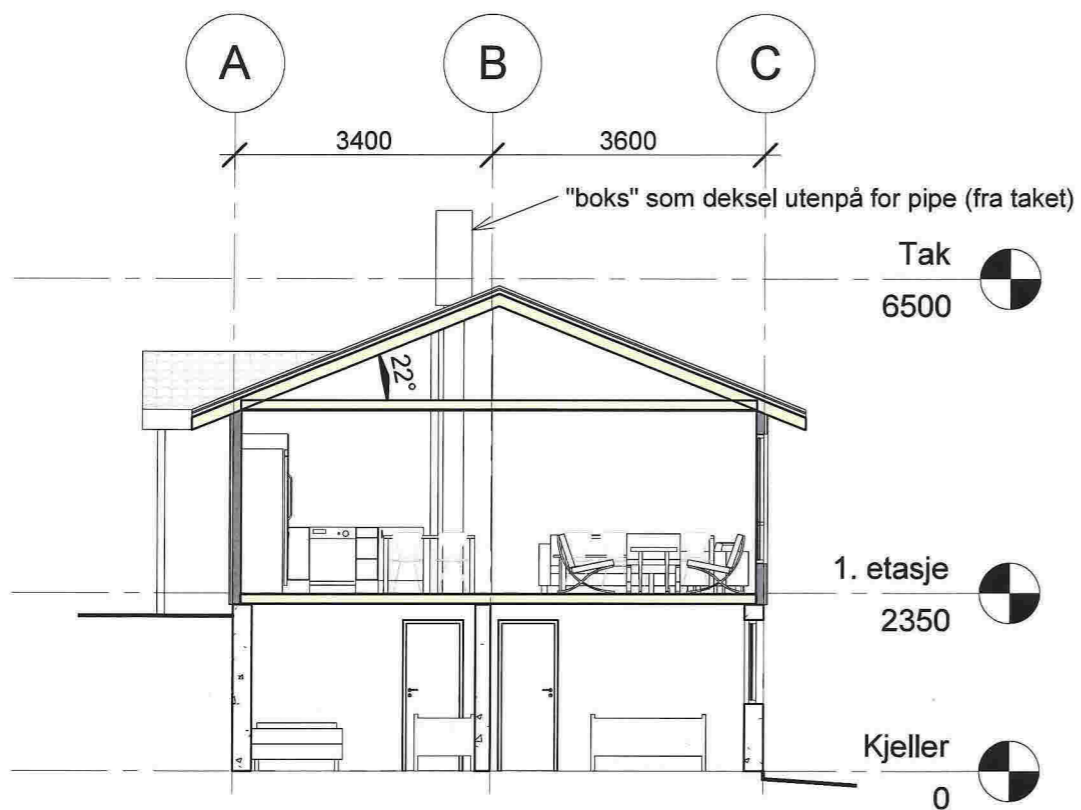 A
B
C
3400
3600
"boks" som deksel utenpå for pipe (fra taket)
Tak
6500
22°
1. etasje
2350
Kjeller
0